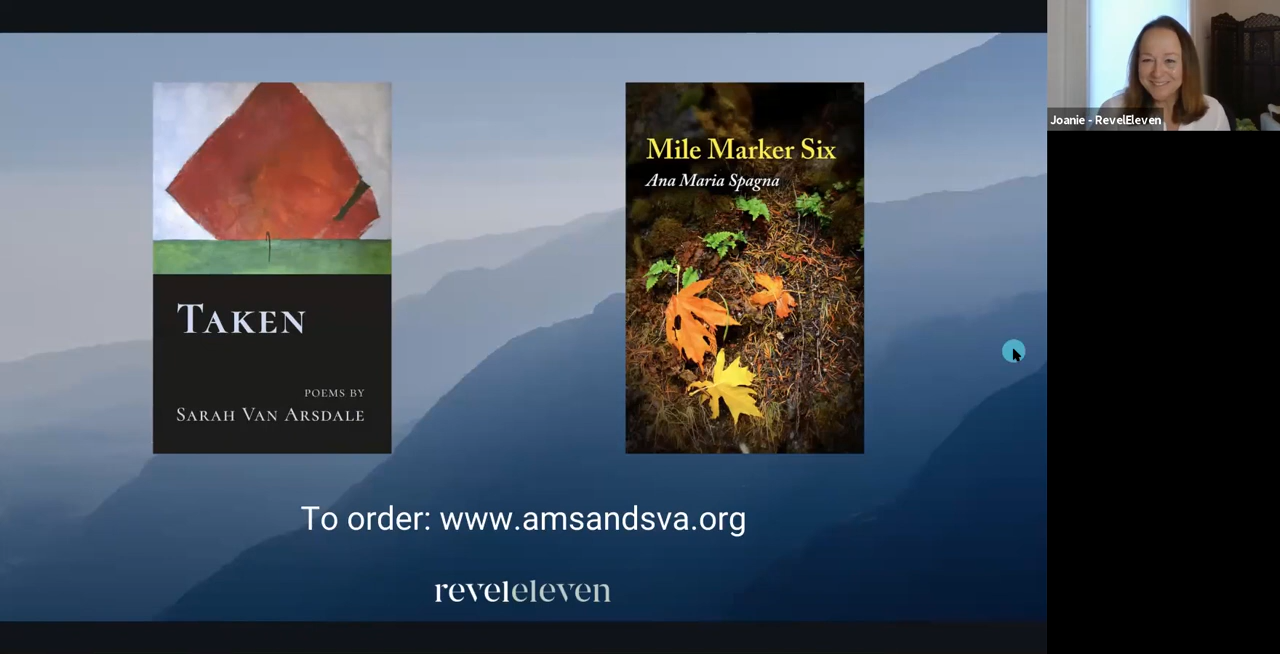 Mile Marker Six
Ana Maria Spagna
TAKEN
POEMS BY
SARAH VAN ARSDALE
To order: www.amsandsva.org
reveleleven
Joanie - RevelEleven